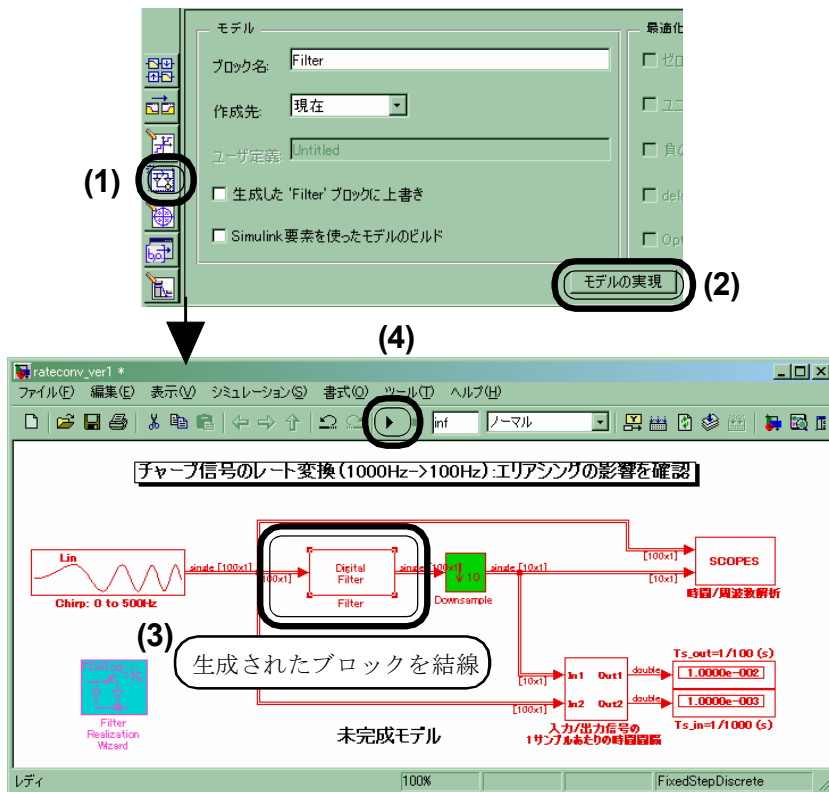 モデル
最適化
ブロック名:
Filter
作成先:
現在
ユーザ定義:
Untitled
生成した 'Filter' ブロックに上書き
Simulink 要素を使ったモデルのビルド
モデルの実現
(1)
(2)
(4)
rateconv_ver1 *
ファイル(F) 編集(E) 表示(V) シミュレーション(S) 書式(O) ツール(T) ヘルプ(H)
inf
ノーマル
チャープ信号のレート変換(1000Hz->100Hz):エリアシングの影響を確認
Lin
Chirp: 0 to 500Hz
single [100x1]
[100x1]
Digital
Filter
Filter
single [100x1]
↓10
Downsample
single [10x1]
[100x1]
[10x1]
SCOPES
時間/周波数解析
(3)
生成されたブロックを結線
Filter
Realization
Wizard
未完成モデル
[10x1]
[100x1]
In1 Out1
In2 Out2
double
double
入力/出力信号の
1サンプルあたりの時間間隔
Ts_out=1/100 (s)
1.0000e-002
1.0000e-003
Ts_in=1/1000 (s)
レディ
100%
FixedStepDiscrete